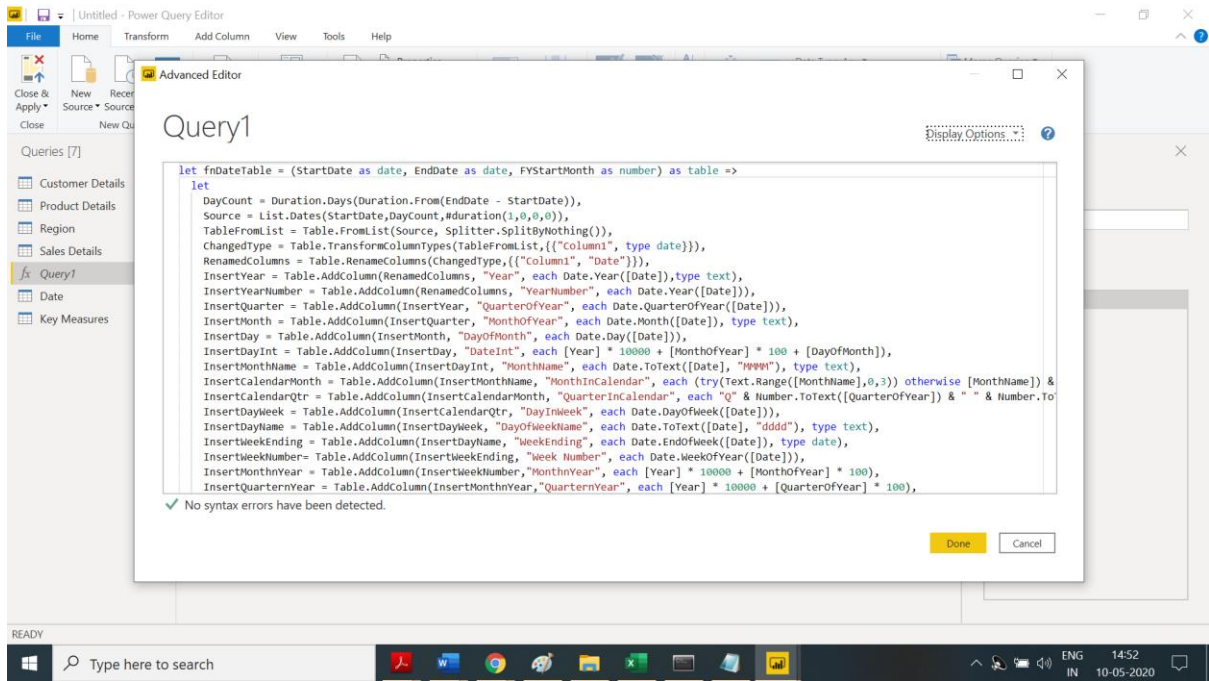 Untitled - Power Query Editor
File Home Transform Add Column View Tools Help
Close & Apply New Source Recent Source
Close New Qu
Advanced Editor
Query1
Display Options
Queries [7]
Customer Details
Product Details
Region
Sales Details
fx Query1
Date
Key Measures
let fnDateTable = (StartDate as date, EndDate as date, FYStartMonth as number) as table =>
let
DayCount = Duration.Days(Duration.From(EndDate - StartDate)),
Source = List.Dates(StartDate,DayCount,#duration(1,0,0,0)),
TableFromList = Table.FromList(Source, Splitter.SplitByNothing()),
ChangedType = Table.TransformColumnTypes(TableFromList,{{"Column1", type date}}),
RenamedColumns = Table.RenameColumns(ChangedType,{{"Column1", "Date"}}),
InsertYear = Table.AddColumn(RenamedColumns, "Year", each Date.Year([Date]),type text),
InsertYearNumber = Table.AddColumn(RenamedColumns, "YearNumber", each Date.Year([Date])),
InsertQuarter = Table.AddColumn(InsertYear, "QuarterOfYear", each Date.QuarterOfYear([Date])),
InsertMonth = Table.AddColumn(InsertQuarter, "MonthOfYear", each Date.Month([Date]), type text),
InsertDay = Table.AddColumn(InsertMonth, "DayOfMonth", each Date.Day([Date])),
InsertDayInt = Table.AddColumn(InsertDay, "DateInt", each [Year] * 10000 + [MonthOfYear] * 100 + [DayOfMonth]),
InsertMonthName = Table.AddColumn(InsertDayInt, "MonthName", each Date.ToText([Date], "MMMM"), type text),
InsertCalendarMonth = Table.AddColumn(InsertMonthName, "MonthInCalendar", each (try(Text.Range([MonthName],0,3)) otherwise [MonthName]) &
InsertCalendarQtr = Table.AddColumn(InsertCalendarMonth, "QuarterInCalendar", each "Q" & Number.ToText([QuarterOfYear]) & " " & Number.To
InsertDayWeek = Table.AddColumn(InsertCalendarQtr, "DayInWeek", each Date.DayOfWeek([Date])),
InsertDayName = Table.AddColumn(InsertDayWeek, "DayOfWeekName", each Date.ToText([Date], "dddd"), type text),
InsertWeekEnding = Table.AddColumn(InsertDayName, "WeekEnding", each Date.EndOfWeek([Date]), type date),
InsertWeekNumber= Table.AddColumn(InsertWeekEnding, "Week Number", each Date.WeekOfYear([Date])),
InsertMonthnYear = Table.AddColumn(InsertWeekNumber,"MonthnYear", each [Year] * 10000 + [MonthOfYear] * 100),
InsertQuarternYear = Table.AddColumn(InsertMonthnYear,"QuarternYear", each [Year] * 10000 + [QuarterOfYear] * 100),
No syntax errors have been detected.
Done Cancel
READY
Type here to search
ENG 14:52
IN 10-05-2020